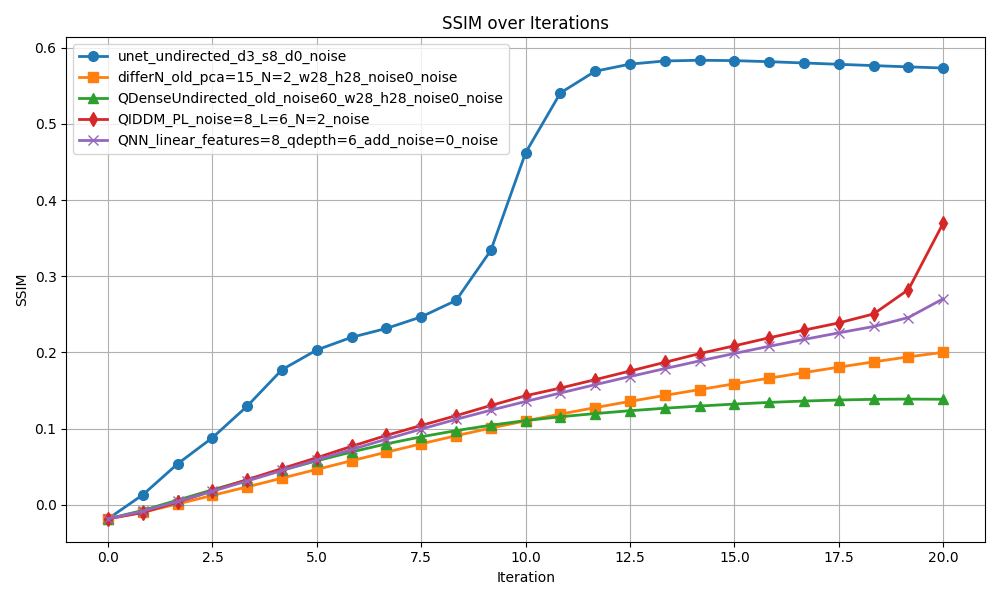 SSIM over Iterations
unet_undirected_d3_s8_d0_noise
differN_old_pca=15_N=2_w28_h28_noise0_noise
QDenseUndirected_old_noise60_w28_h28_noise0_noise
QIDDM_PL_noise=8_L=6_N=2_noise
QNN_linear_features=8_qdepth=6_add_noise=0_noise
SSIM
0.6
0.5
0.4
0.3
0.2
0.1
0.0
0.0 2.5 5.0 7.5 10.0 12.5 15.0 17.5 20.0
Iteration